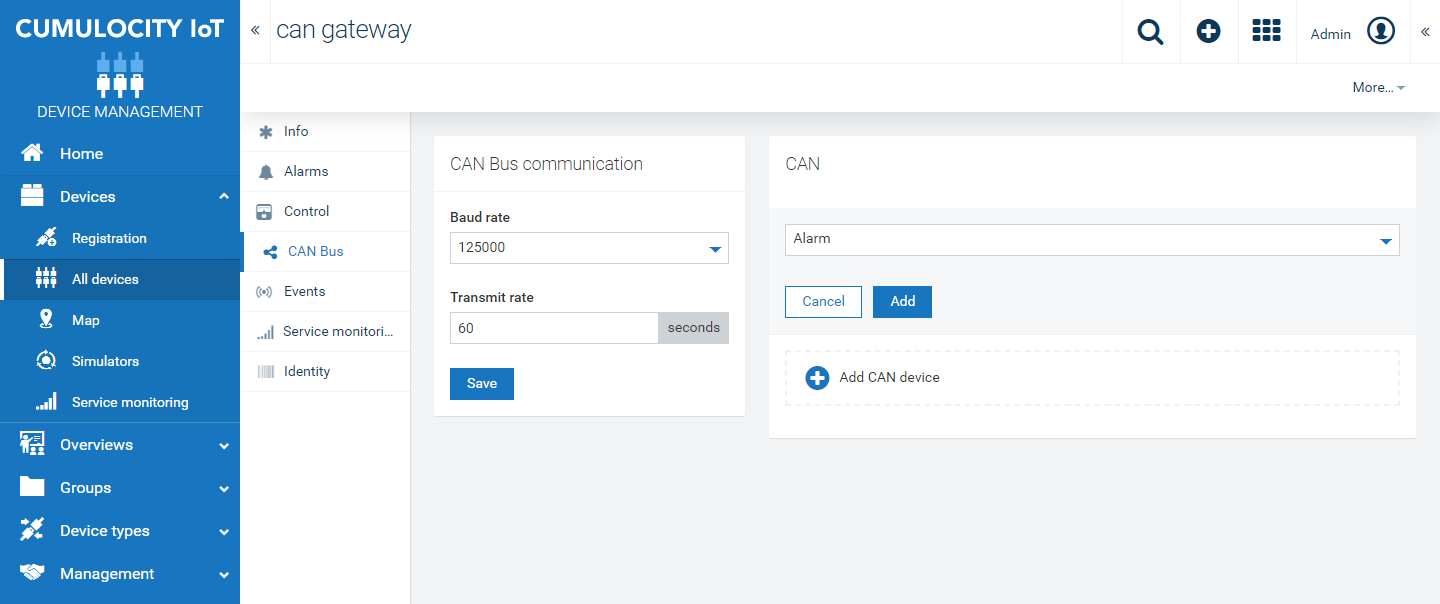 CUMULOCITY IoT
DEVICE MANAGEMENT
Home
Devices
Registration
All devices
Map
Simulators
Service monitoring
Overviews
Groups
Device types
Management
can gateway
Admin
More...
Info
Alarms
Control
CAN Bus
Events
Service monitori...
Identity
CAN Bus communication
Baud rate
125000
Transmit rate
60 seconds
Save
CAN
Alarm
Cancel Add
Add CAN device